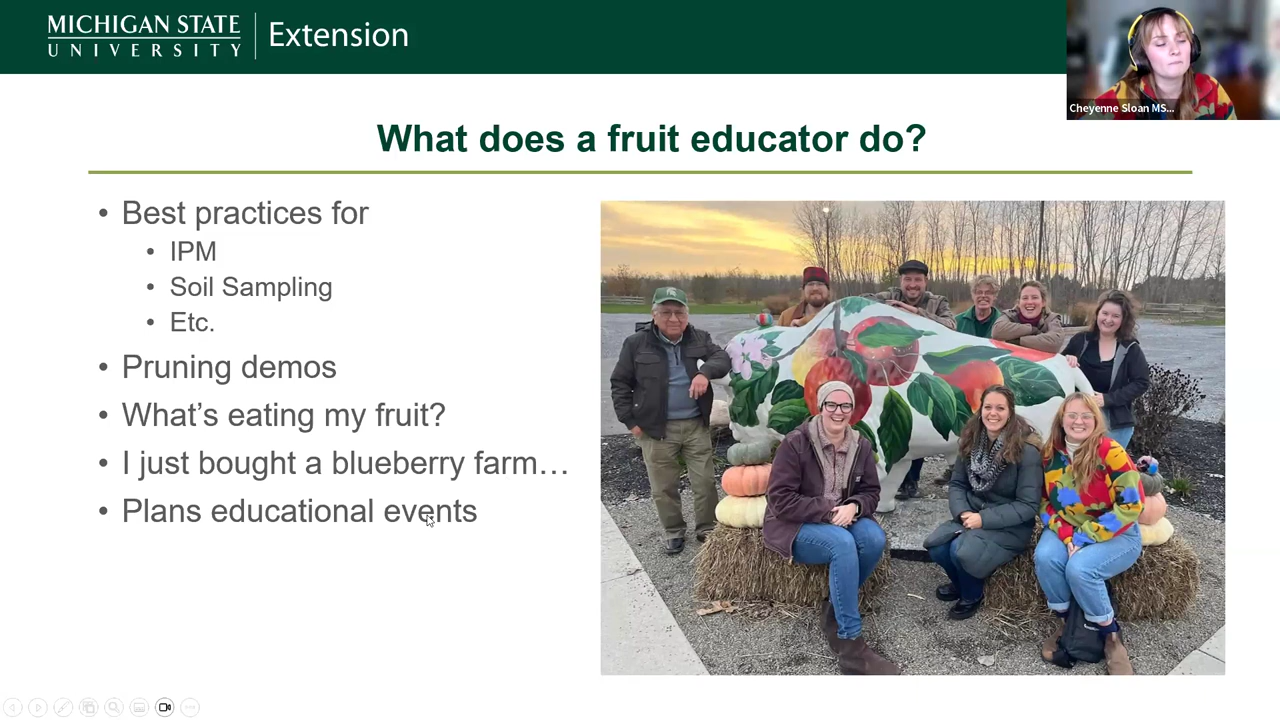 MICHIGAN STATE
UNIVERSITY
Extension
Cheyenne Sloan MS...
What does a fruit educator do?
• Best practices for
• IPM
• Soil Sampling
• Etc.
• Pruning demos
• What’s eating my fruit?
• I just bought a blueberry farm…
• Plans educational events